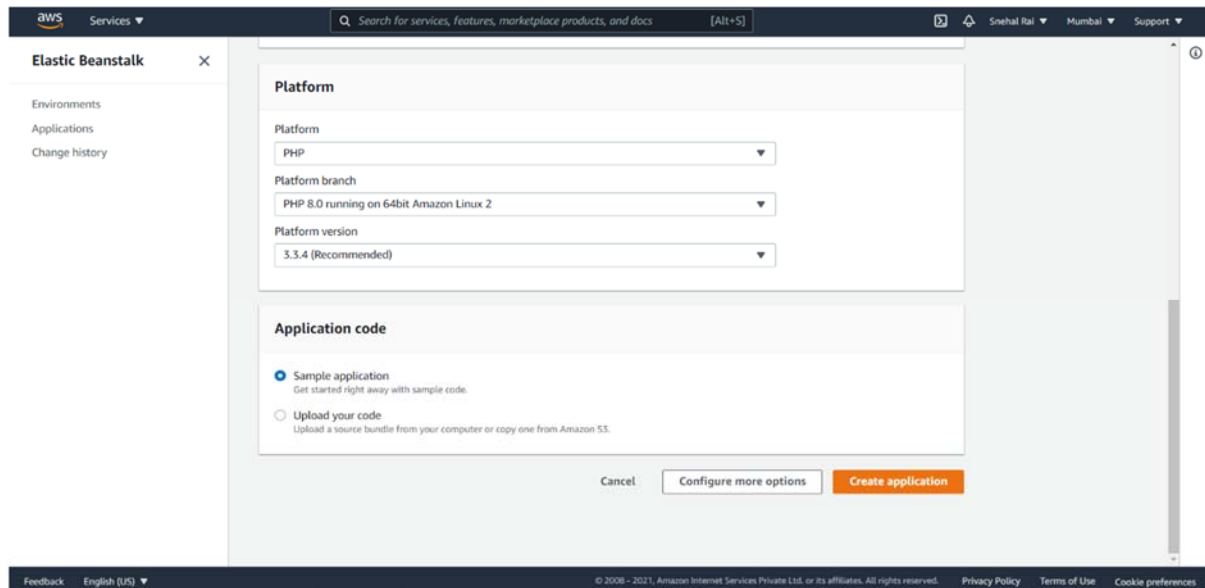 aws Services Search for services, features, marketplace products, and docs [Alt+S] Snehal Rai Mumbai Support
Elastic Beanstalk
Environments
Applications
Change history
Platform
Platform
PHP
Platform branch
PHP 8.0 running on 64bit Amazon Linux 2
Platform version
3.3.4 (Recommended)
Application code
Sample application
Get started right away with sample code.
Upload your code
Upload a source bundle from your computer or copy one from Amazon S3.
Cancel Configure more options Create application
Feedback English (US) © 2008 - 2021, Amazon Internet Services Private Ltd. or its affiliates. All rights reserved. Privacy Policy Terms of Use Cookie preferences